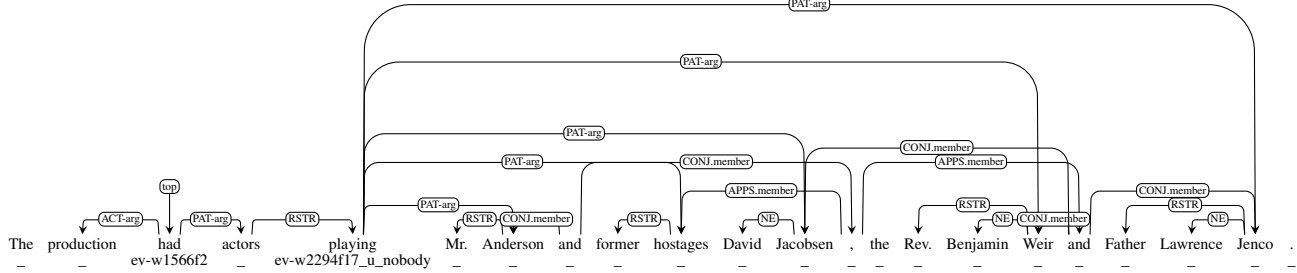 PAT-arg
PAT-arg
PAT-arg CONJ.member
PAT-arg CONJ.member APPS.member
top APPS.member CONJ.member
PAT-arg RSTR RSTR
ACT-arg PAT-arg RSTR RSTR CONJ.member RSTR NE NE CONJ.member NE
The production had actors playing Mr. Anderson and former hostages David Jacobsen , the Rev. Benjamin Weir and Father Lawrence Jenco .
_ _ ev-w1566f2 _ ev-w2294f17_u_nobody _ _ _ _ _ _ _ _ _ _ _ _ _ _ _ _ _